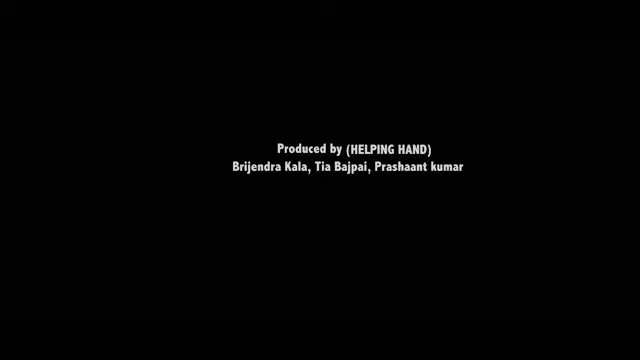 Produced by (HELPING HAND)
Brijendra Kala, Tia Bajpai, Prashaant kumar